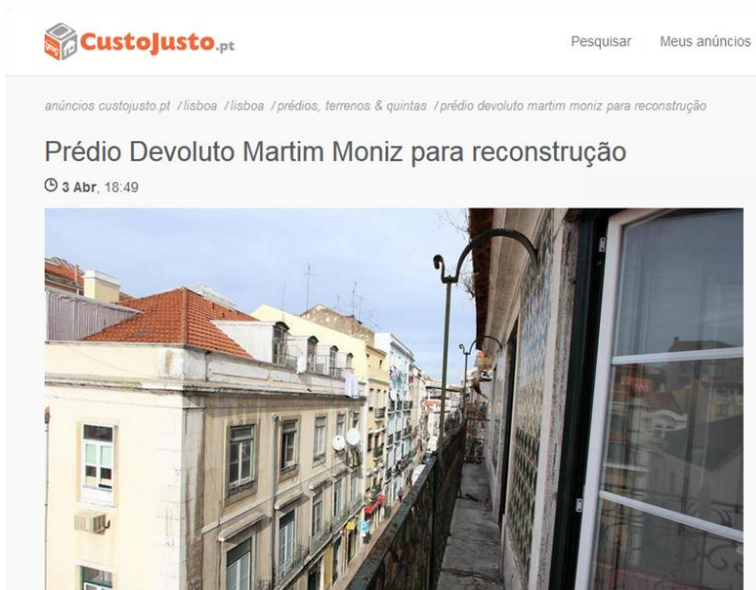 CustoJusto.pt
Pesquisar Meus anúncios
anúncios custojusto.pt / lisboa / lisboa / prédios, terrenos & quintas / prédio devoluto martim moniz para reconstrução
Prédio Devoluto Martim Moniz para reconstrução
3 Abr, 18:49